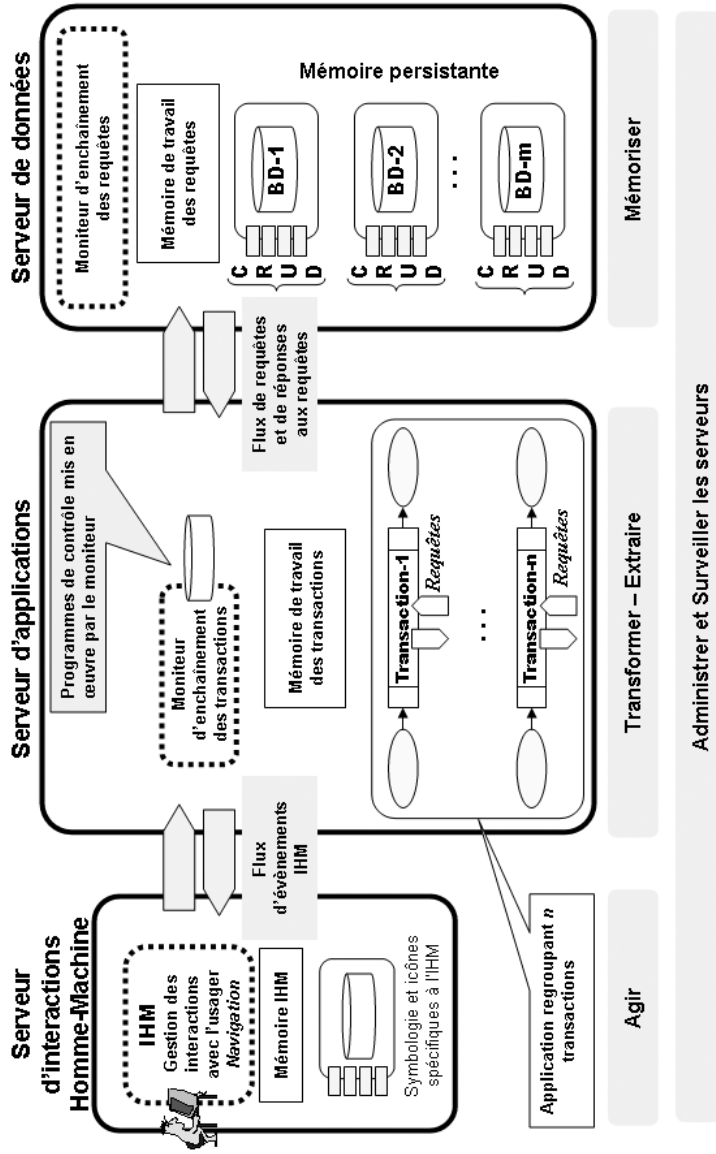 Serveur
d'interactions
Homme-Machine
IHM
Gestion des
interactions
avec l'usager
Navigation
Mémoire IHM
Symbologie et icônes
spécifiques à l'IHM
Flux
d'évènements
IHM
Serveur d'applications
Programmes de contrôle mis en
œuvre par le moniteur
Moniteur
d'enchaînement
des transactions
Mémoire de travail
des transactions
Transaction-1
Requêtes
...
Transaction-n
Requêtes
Application regroupant n
transactions
Flux de requêtes
et de réponses
aux requêtes
Serveur de données
Moniteur d'enchaînement
des requêtes
Mémoire de travail
des requêtes
Mémoire persistante
C
R
U
D
BD-1
C
R
U
D
BD-2
...
C
R
U
D
BD-m
Agir
Transformer – Extraire
Mémoriser
Administrer et Surveiller les serveurs